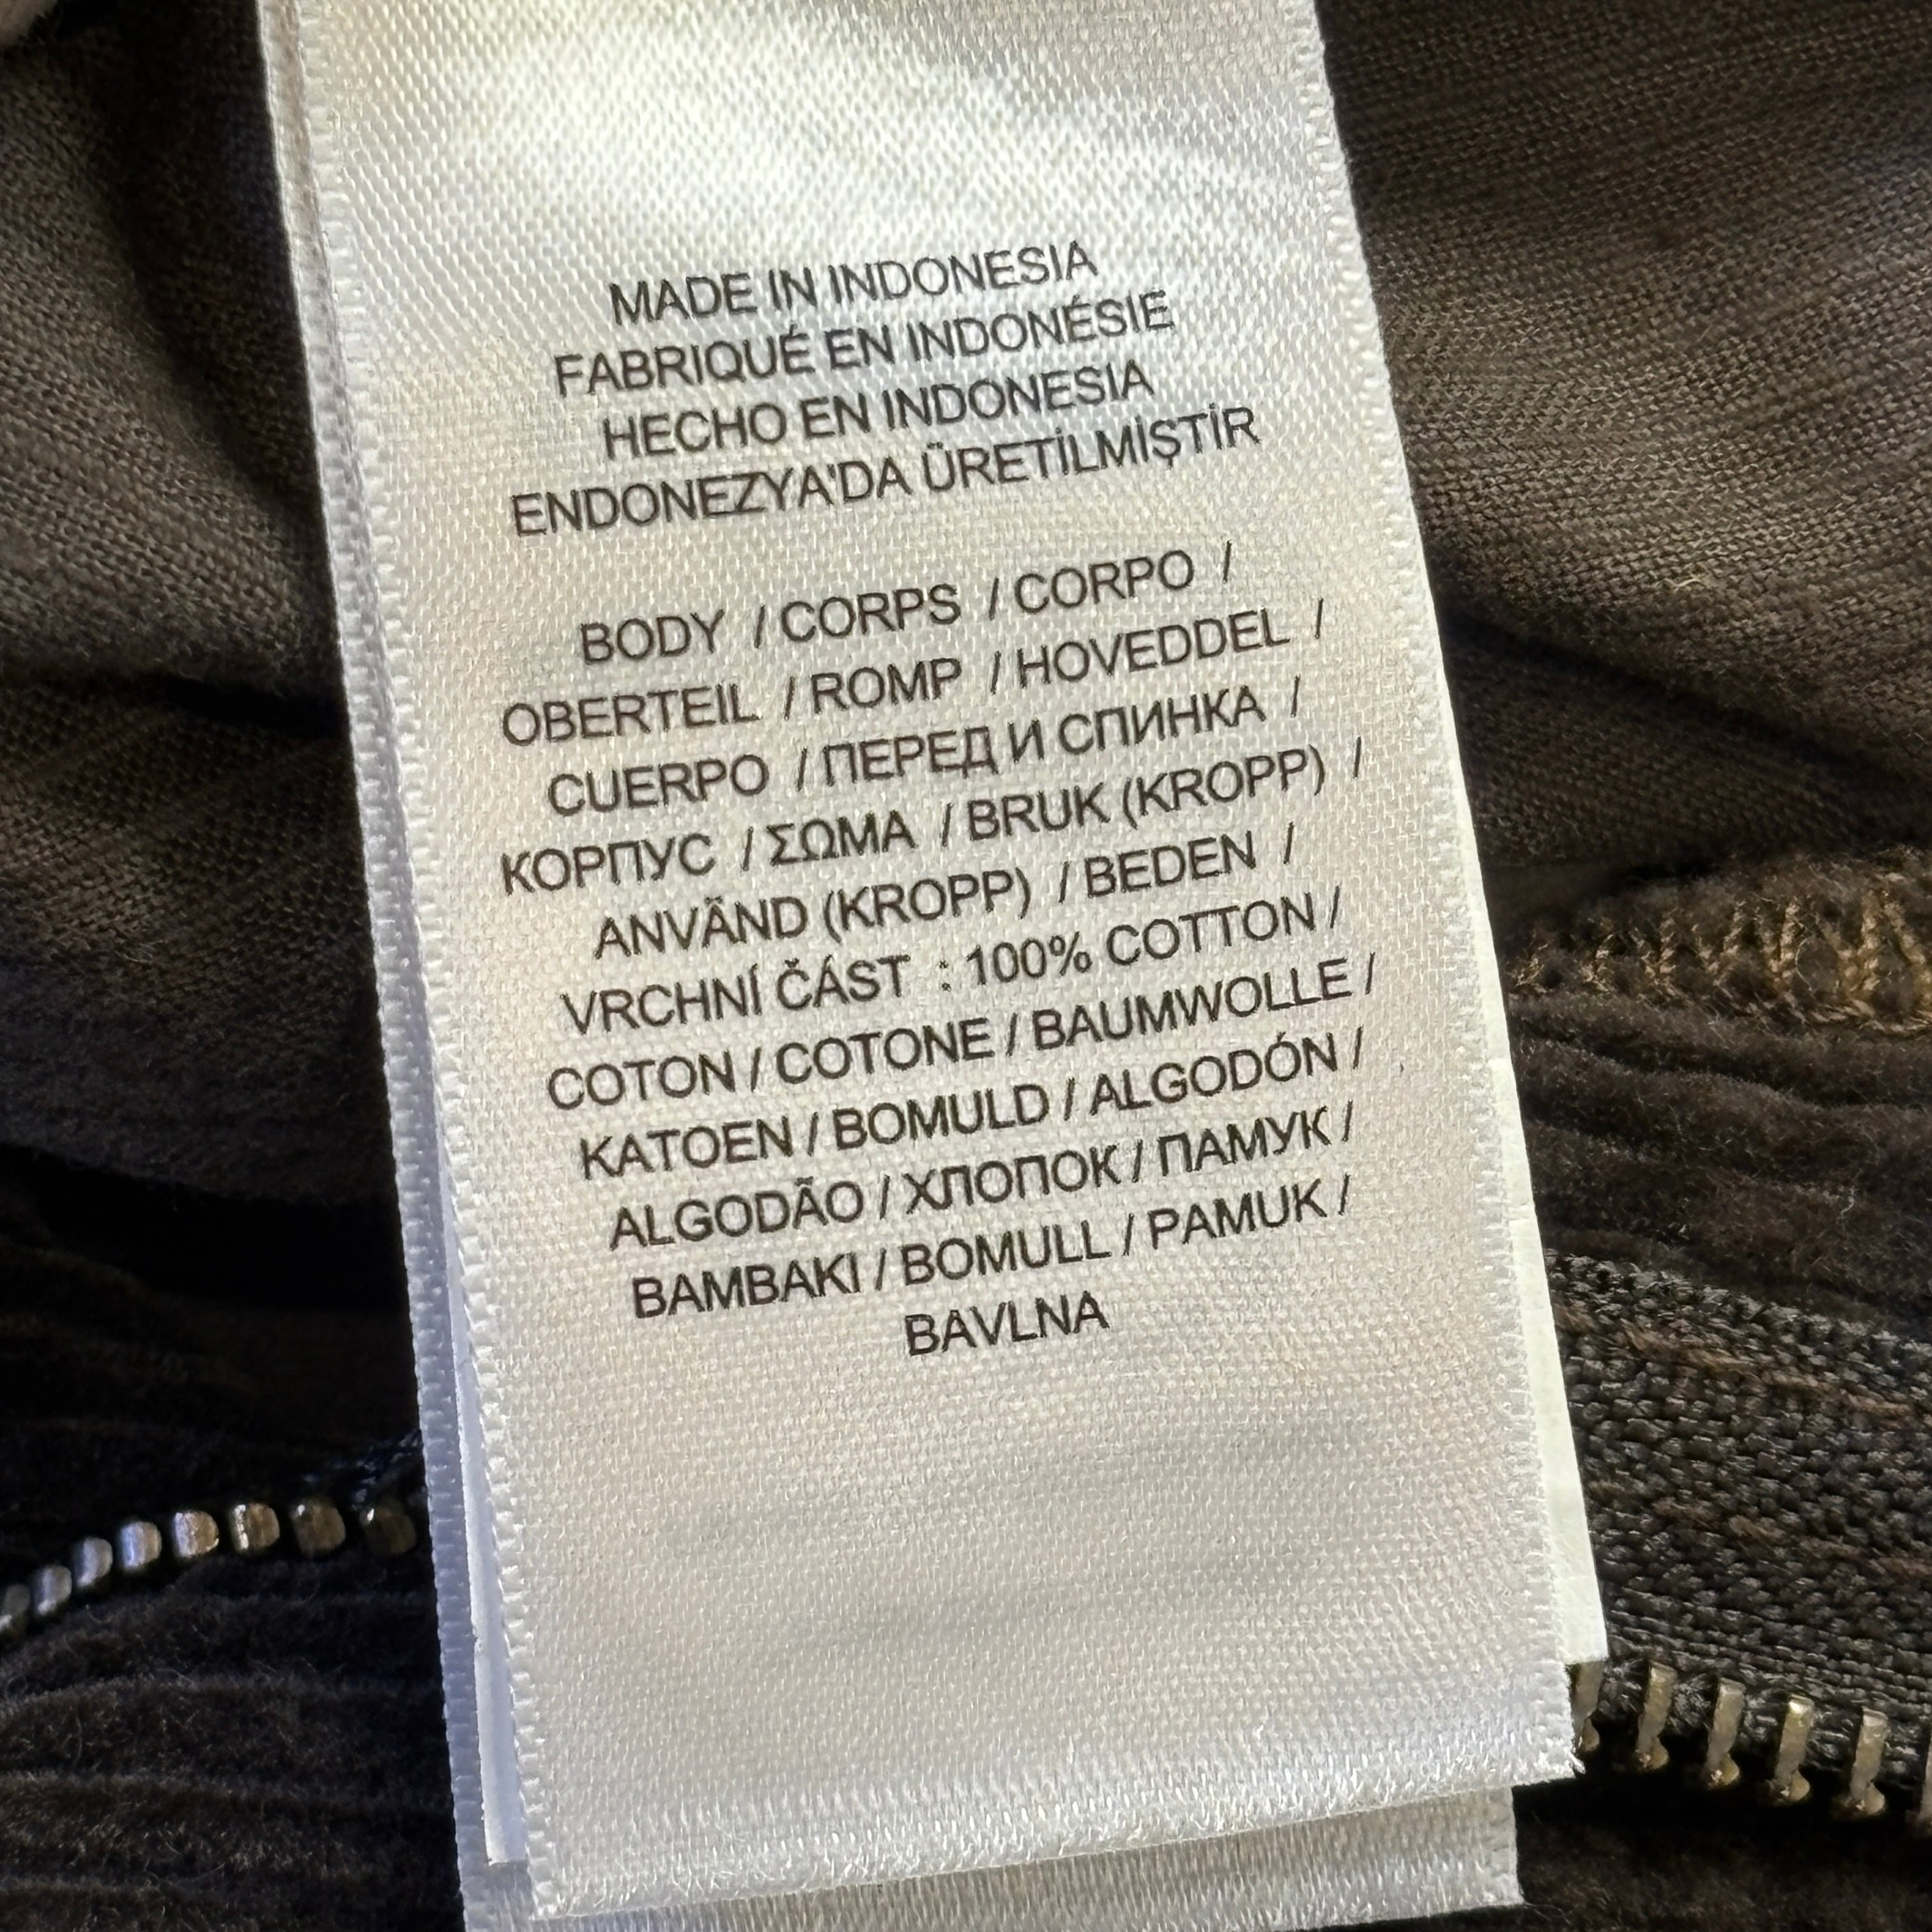 MADE IN INDONESIA
FABRIQUÉ EN INDONÉSIE
HECHO EN INDONESIA
ENDONEZYA'DA ÜRETİLMİŞTİR
BODY / CORPS / CORPO /
OBERTEIL / ROMP / HOVEDDEL /
CUERPO / ПЕРЕД И СПИНКА /
КОРПУС / ΣΩΜΑ / BRUK (KROPP) /
ANVÄND (KROPP) / BEDEN /
VRCHNÍ ČÁST : 100% COTTON /
COTON / COTONE / BAUMWOLLE /
KATOEN / BOMULD / ALGODÓN /
ALGODÃO / ХЛОПОК / ПАМУК /
BAMBAKI / BOMULL / PAMUK /
BAVLNA